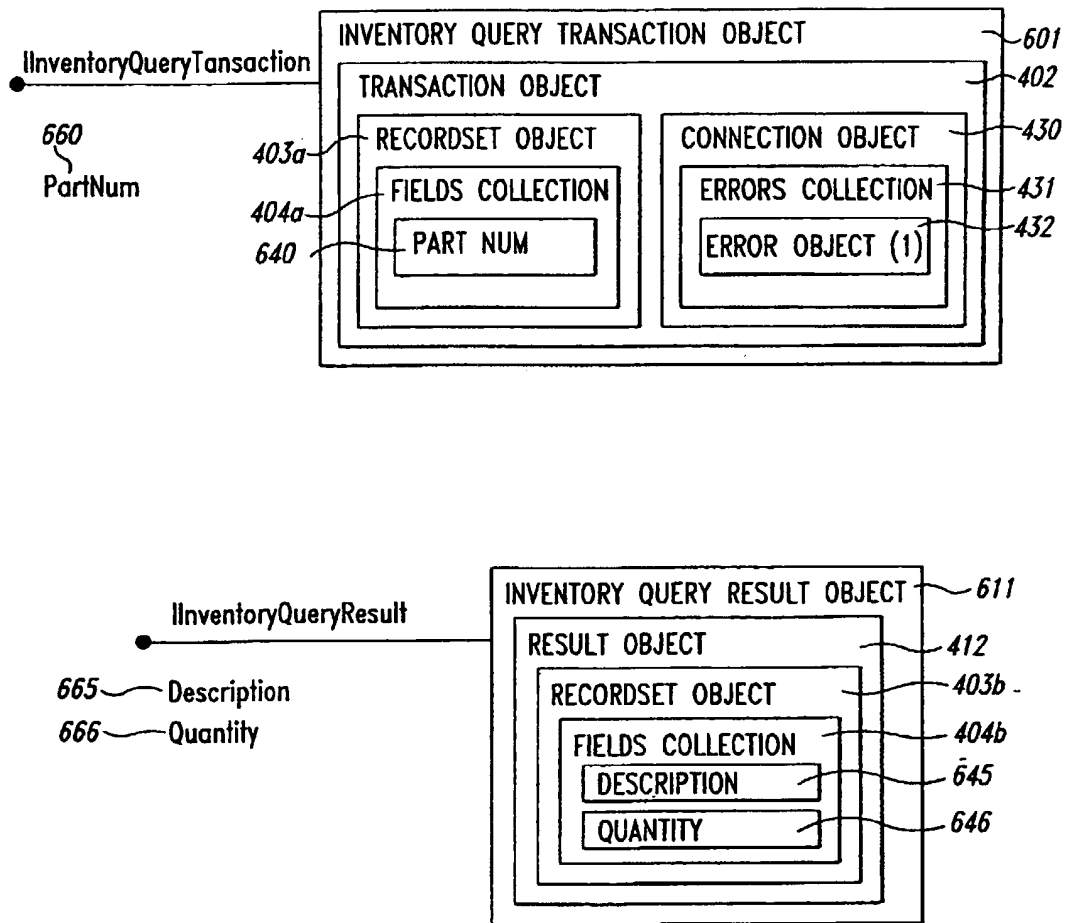 INVENTORY QUERY TRANSACTION OBJECT
601
IInventoryQueryTansaction
TRANSACTION OBJECT
402
660
PartNum
403a
RECORDSET OBJECT
CONNECTION OBJECT
430
404a
FIELDS COLLECTION
ERRORS COLLECTION
431
640
PART NUM
ERROR OBJECT (1)
432
INVENTORY QUERY RESULT OBJECT
611
IInventoryQueryResult
RESULT OBJECT
412
665 Description
RECORDSET OBJECT
403b
666 Quantity
FIELDS COLLECTION
404b
DESCRIPTION
645
QUANTITY
646